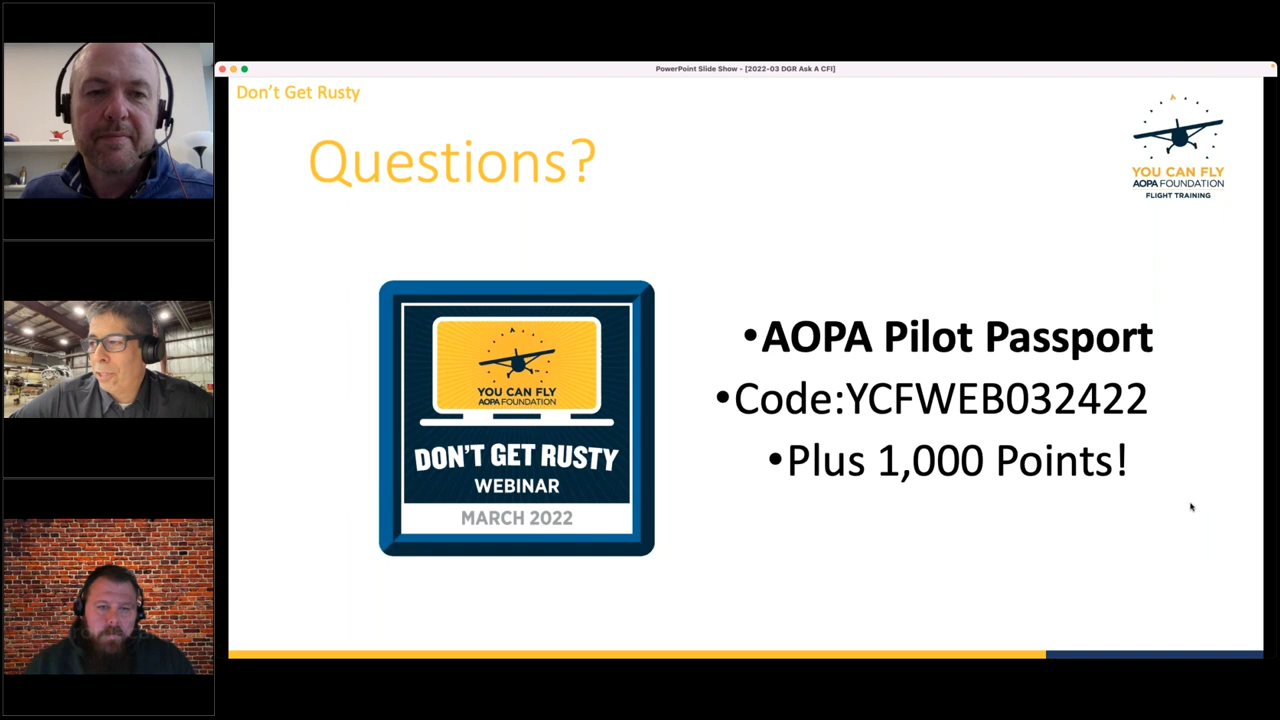 PowerPoint Slide Show - [2022-03 DGR Ask A CFI]
Don't Get Rusty
Questions?
YOU CAN FLY
AOPA FOUNDATION
FLIGHT TRAINING
YOU CAN FLY
AOPA FOUNDATION
DON'T GET RUSTY
WEBINAR
MARCH 2022
•AOPA Pilot Passport
•Code:YCFWEB032422
•Plus 1,000 Points!